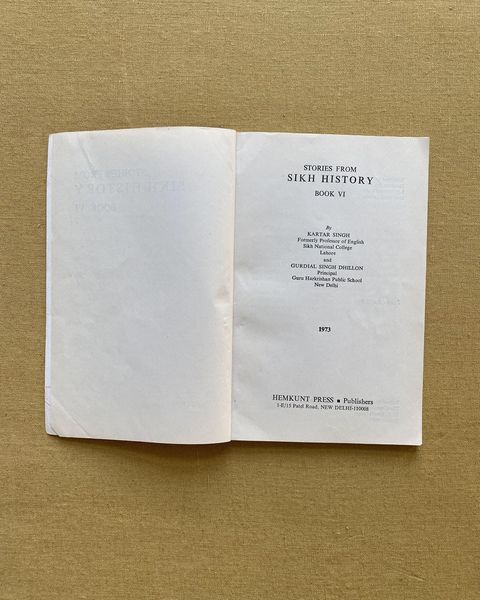 STORIES FROM
SIKH HISTORY
BOOK VI
By
KARTAR SINGH
Formerly Professor of English
Sikh National College
Lahore
and
GURDIAL SINGH DHILLON
Principal
Guru Harkrishan Public School
New Delhi
1973
HEMKUNT PRESS ■ Publishers
1-E/15 Patel Road, NEW DELHI-110008